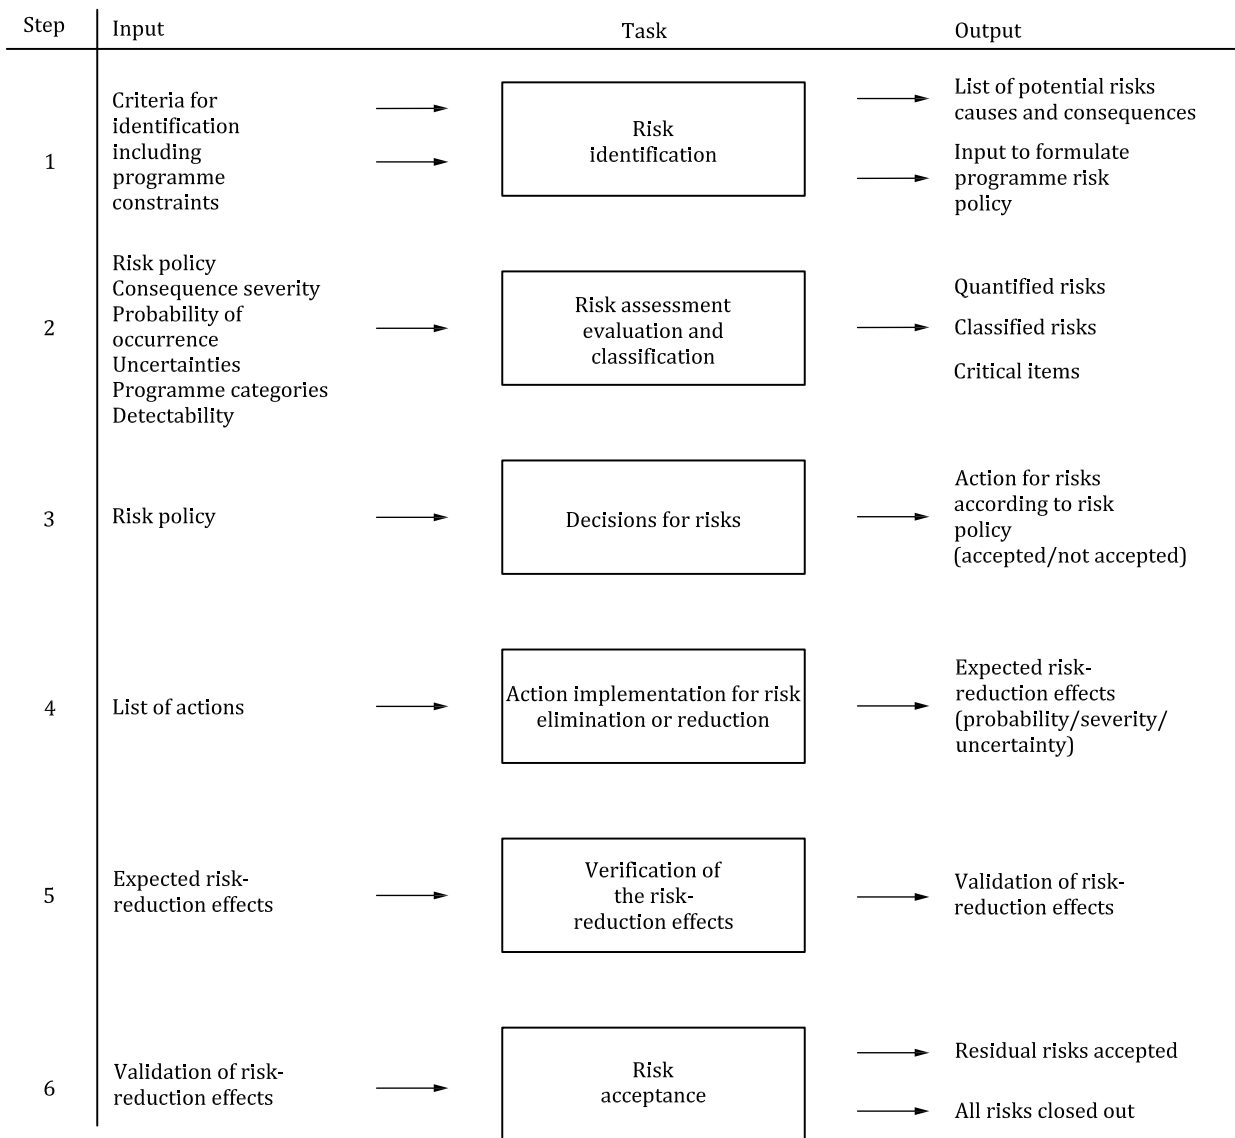 Step
Input
Task
Output
1
Criteria for
identification
including
programme
constraints
Risk
identification
List of potential risks
causes and consequences
Input to formulate
programme risk
policy
2
Risk policy
Consequence severity
Probability of
occurrence
Uncertainties
Programme categories
Detectability
Risk assessment
evaluation and
classification
Quantified risks
Classified risks
Critical items
3
Risk policy
Decisions for risks
Action for risks
according to risk
policy
(accepted/not accepted)
4
List of actions
Action implementation for risk
elimination or reduction
Expected risk-
reduction effects
(probability/severity/
uncertainty)
5
Expected risk-
reduction effects
Verification of
the risk-
reduction effects
Validation of risk-
reduction effects
6
Validation of risk-
reduction effects
Risk
acceptance
Residual risks accepted
All risks closed out